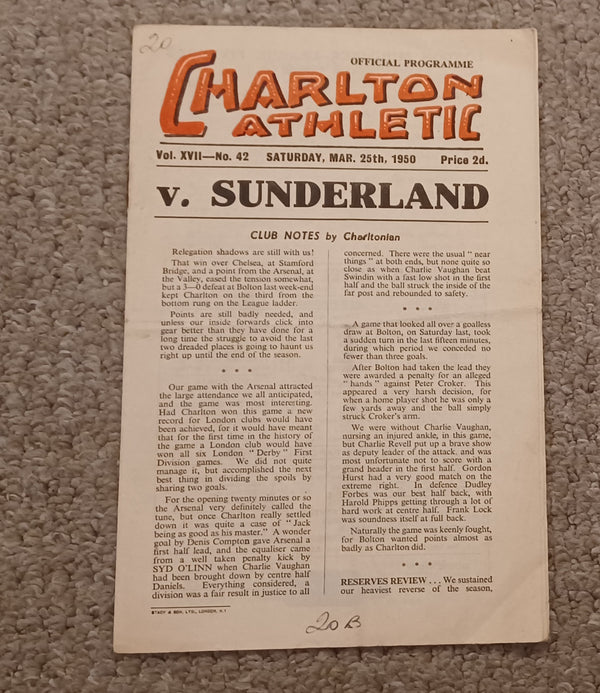 20
OFFICIAL PROGRAMME
CHARLTON
ATHLETIC
Vol. XVII—No. 42 SATURDAY, MAR. 25th, 1950 Price 2d.
v. SUNDERLAND
CLUB NOTES by Charltonian
Relegation shadows are still with us!
That win over Chelsea, at Stamford
Bridge, and a point from the Arsenal, at
the Valley, eased the tension somewhat,
but a 3—0 defeat at Bolton last week-end
kept Charlton on the third from the
bottom rung on the League ladder.
Points are still badly needed, and
unless our inside forwards click into
gear better than they have done for a
long time the struggle to avoid the last
two dreaded places is going to haunt us
right up until the end of the season.
* * *
Our game with the Arsenal attracted
the large attendance we all anticipated,
and the game was most interesting.
Had Charlton won this game a new
record for London clubs would have
been achieved, for it would have meant
that for the first time in the history of
the game a London club would have
won all six London "Derby" First
Division games. We did not quite
manage it, but accomplished the next
best thing in dividing the spoils by
sharing two goals.
For the opening twenty minutes or so
the Arsenal very definitely called the
tune, but once Charlton really settled
down it was quite a case of "Jack
being as good as his master." A wonder
goal by Denis Compton gave Arsenal a
first half lead, and the equaliser came
from a well taken penalty kick by
SYD O'LINN when Charlie Vaughan
had been brought down by centre half
Daniels. Everything considered, a
division was a fair result in justice to all
STACY & SON, LTD., LONDON, N.1
concerned. There were the usual "near
things" at both ends, but none quite so
close as when Charlie Vaughan beat
Swindin with a fast low shot in the first
half and the ball struck the inside of the
far post and rebounded to safety.
* * *
A game that looked all over a goalless
draw at Bolton, on Saturday last, took
a sudden turn in the last fifteen minutes,
during which period we conceded no
fewer than three goals.
After Bolton had taken the lead they
were awarded a penalty for an alleged
"hands" against Peter Croker. This
appeared a very harsh decision, for
when a home player shot he was only a
few yards away and the ball simply
struck Croker's arm.
We were without Charlie Vaughan,
nursing an injured ankle, in this game,
but Charlie Revell put up a brave show
as deputy leader of the attack, and was
most unfortunate not to score with a
grand header in the first half. Gordon
Hurst had a very good match on the
extreme right. In defence Dudley
Forbes was our best half back, with
Harold Phipps getting through a lot of
hard work at centre half. Frank Lock
was soundness itself at full back.
Naturally the game was keenly fought,
for Bolton wanted points almost as
badly as Charlton did.
* * *
RESERVES REVIEW . . . We sustained
our heaviest reverse of the season,
20 B